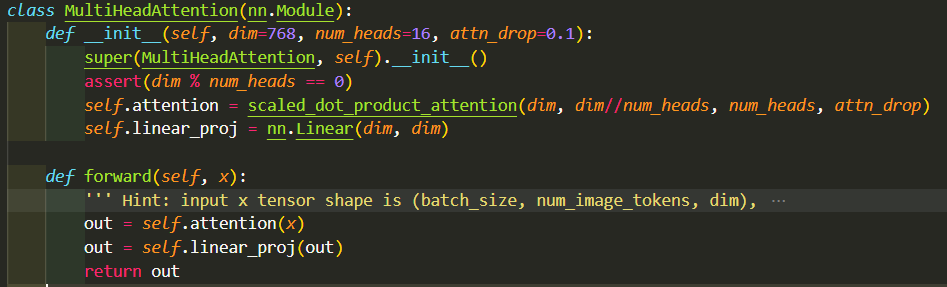 class MultiHeadAttention(nn.Module):
    def __init__(self, dim=768, num_heads=16, attn_drop=0.1):
        super(MultiHeadAttention, self).__init__()
        assert(dim % num_heads == 0)
        self.attention = scaled_dot_product_attention(dim, dim//num_heads, num_heads, attn_drop)
        self.linear_proj = nn.Linear(dim, dim)

    def forward(self, x):
        ''' Hint: input x tensor shape is (batch_size, num_image_tokens, dim), ⋯
        out = self.attention(x)
        out = self.linear_proj(out)
        return out